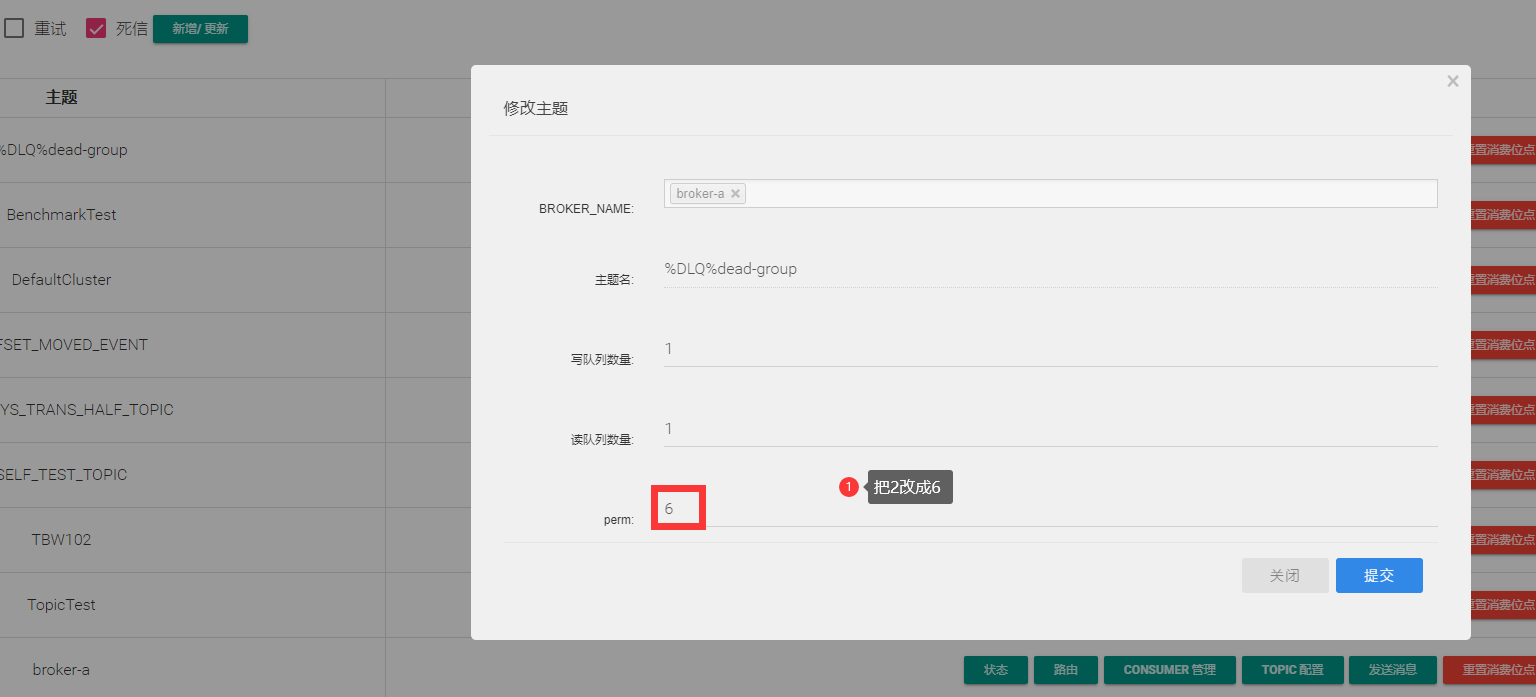 重试 死信 新增/ 更新
主题
%DLQ%dead-group
BenchmarkTest
DefaultCluster
FSET_MOVED_EVENT
YS_TRANS_HALF_TOPIC
SELF_TEST_TOPIC
TBW102
TopicTest
broker-a 状态 路由 CONSUMER 管理 TOPIC 配置 发送消息 重置消费位点
×
修改主题
BROKER_NAME: broker-a ×
主题名: %DLQ%dead-group
写队列数量: 1
读队列数量: 1
1 把2改成6
perm: 6
关闭 提交
重置消费位点
重置消费位点
重置消费位点
重置消费位点
重置消费位点
重置消费位点
重置消费位点
重置消费位点